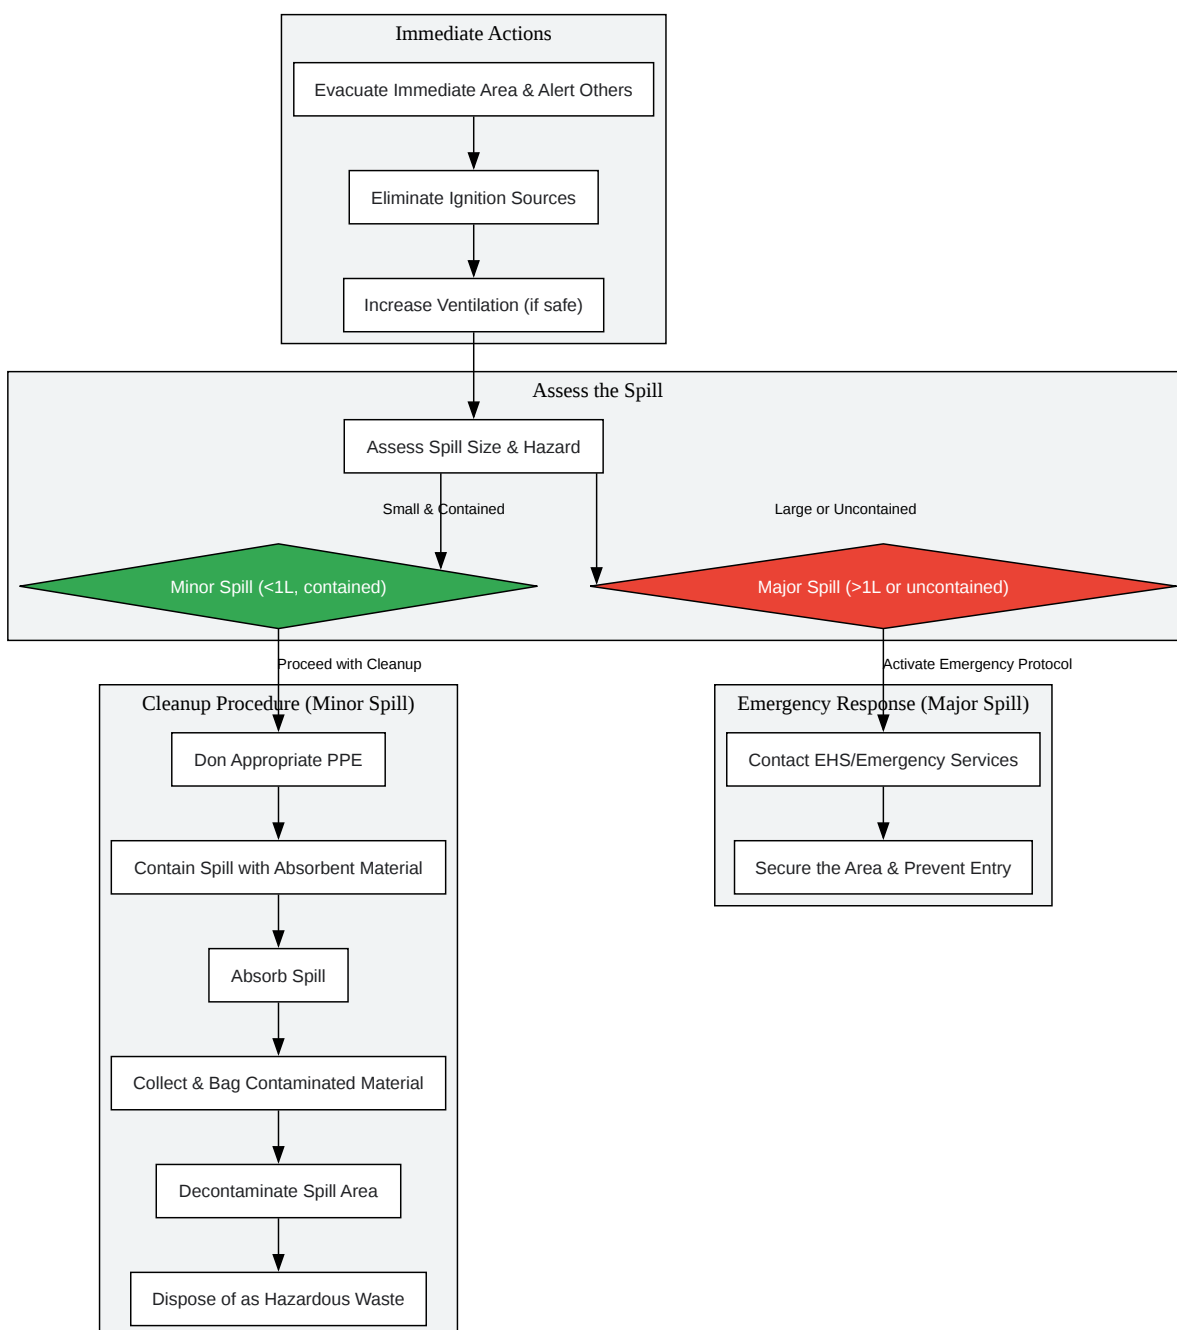 Immediate Actions
Evacuate Immediate Area & Alert Others
Eliminate Ignition Sources
Increase Ventilation (if safe)
Assess the Spill
Assess Spill Size & Hazard
Small & Contained
Large or Uncontained
Minor Spill (<1L, contained)
Major Spill (>1L or uncontained)
Proceed with Cleanup
Activate Emergency Protocol
Cleanup Procedure (Minor Spill)
Emergency Response (Major Spill)
Don Appropriate PPE
Contact EHS/Emergency Services
Contain Spill with Absorbent Material
Secure the Area & Prevent Entry
Absorb Spill
Collect & Bag Contaminated Material
Decontaminate Spill Area
Dispose of as Hazardous Waste